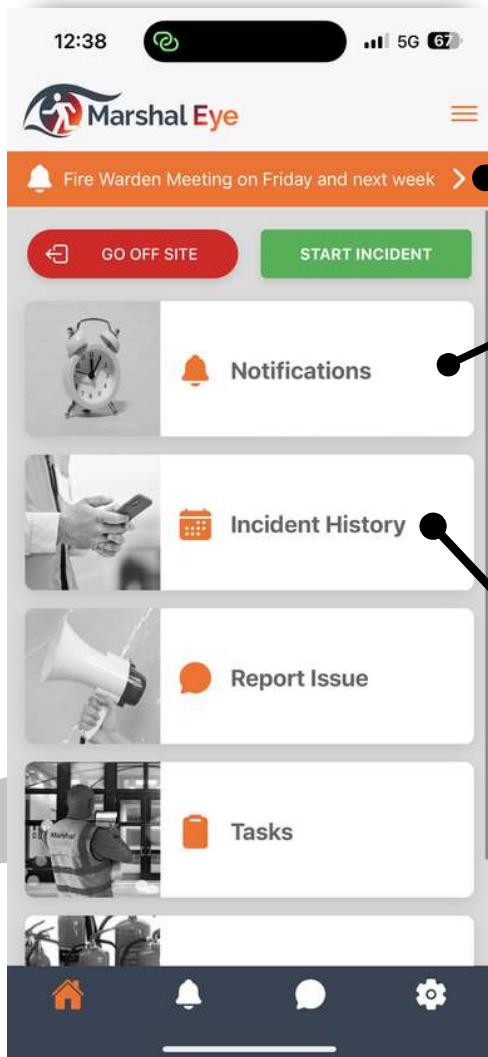 12:38
5G 67
Marshal Eye
Fire Warden Meeting on Friday and next week
GO OFF SITE
START INCIDENT
Notifications
Incident History
Report Issue
Tasks
Marshal